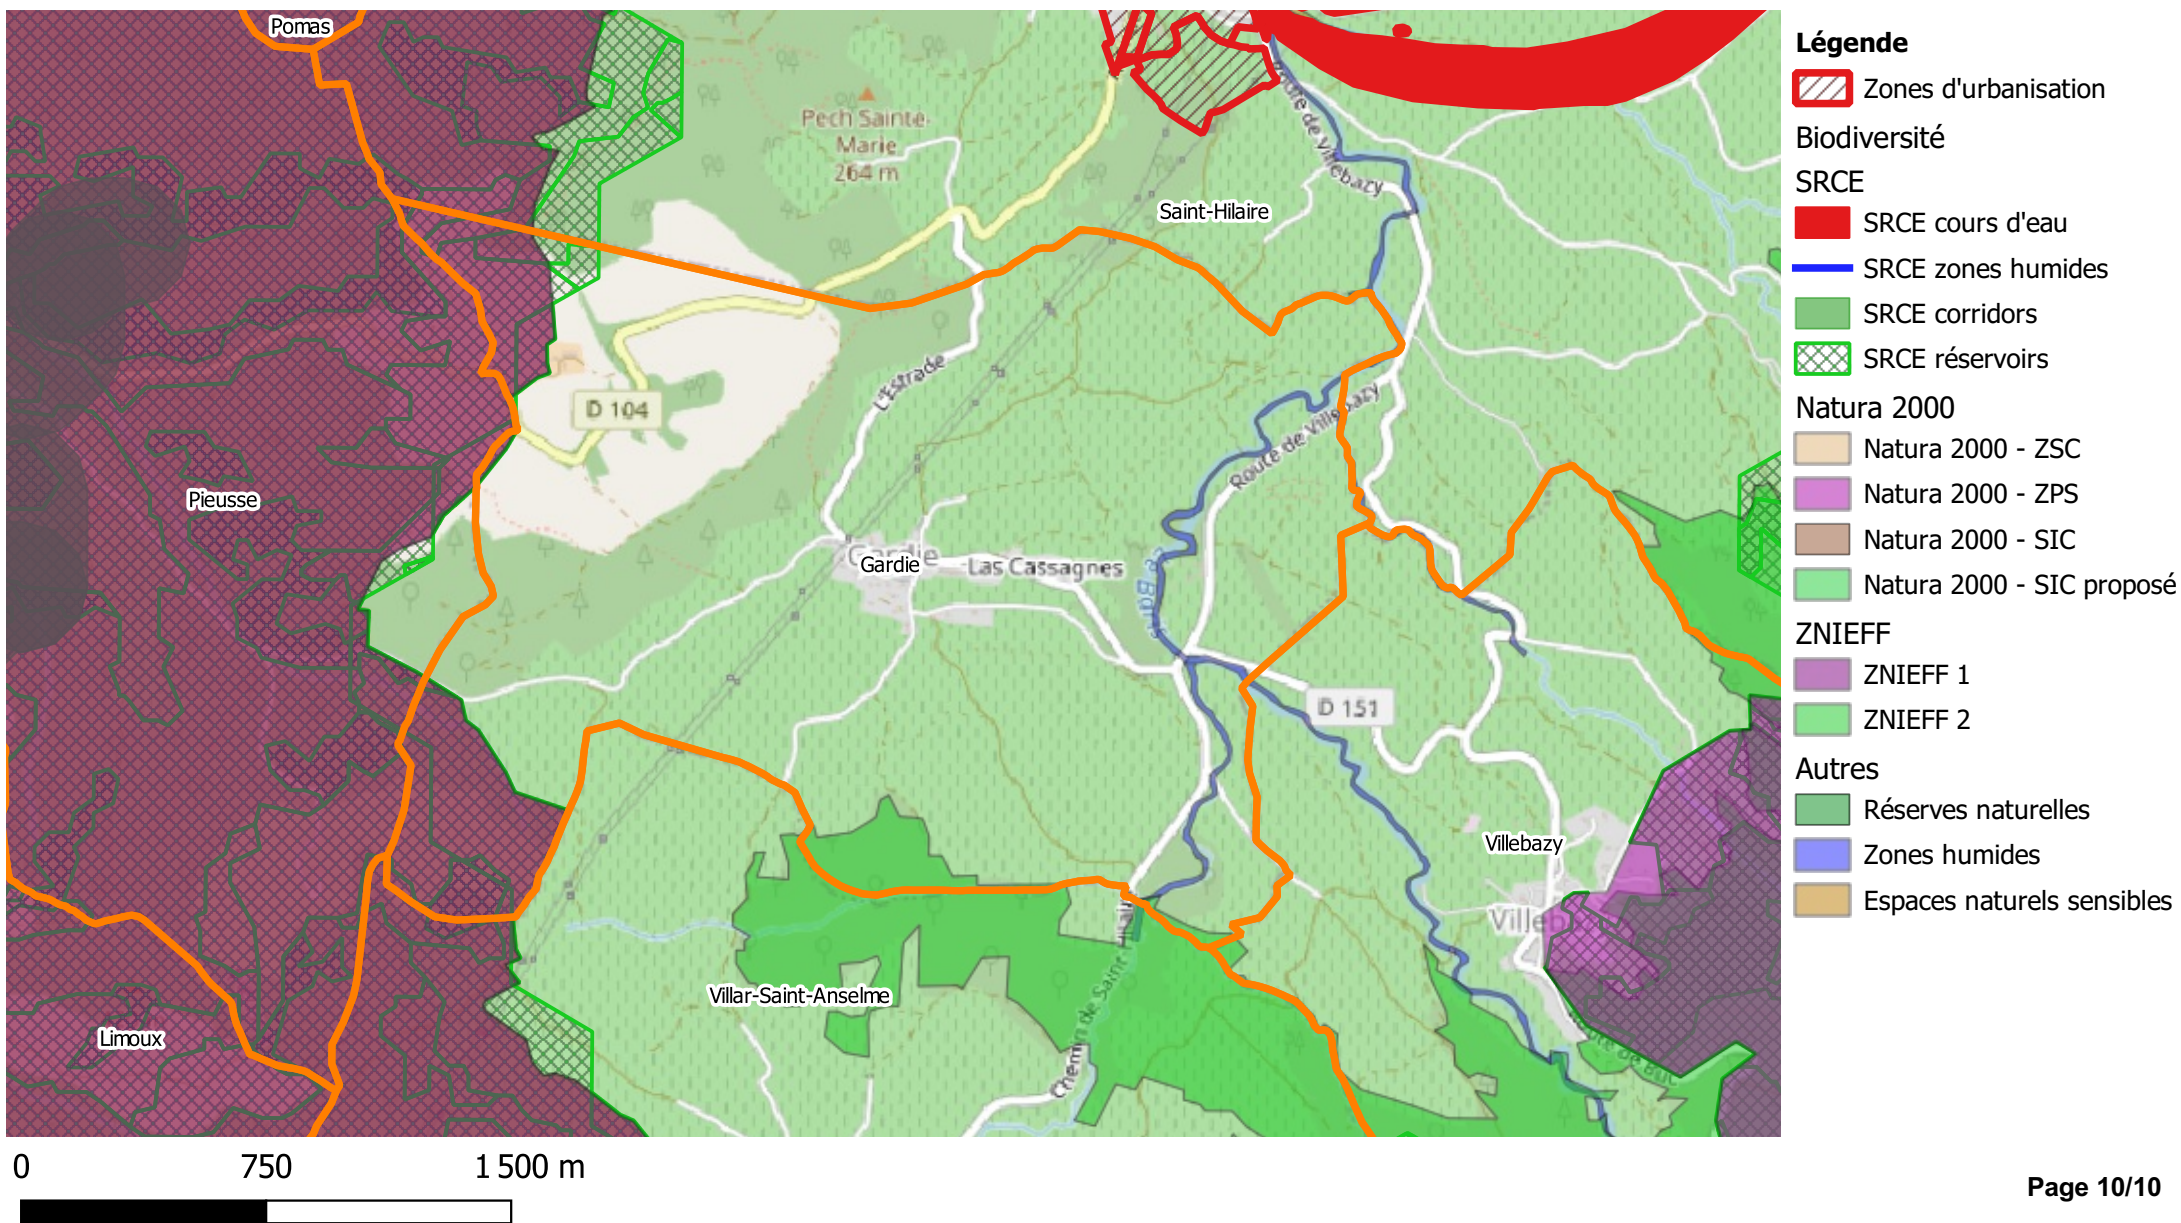 Pomas
Pech Sainte-
Marie
264 m
Route de Villebazy
Saint-Hilaire
L'Estrade
D 104
Route de Villebazy
Pieusse
Gardie
Gardie
Las Cassagnes
D 151
Villebazy
Villar-Saint-Anselme
Chemin de Saint-Hilaire
Limoux
0 750 1 500 m
Légende
Zones d'urbanisation
Biodiversité
SRCE
SRCE cours d'eau
SRCE zones humides
SRCE corridors
SRCE réservoirs
Natura 2000
Natura 2000 - ZSC
Natura 2000 - ZPS
Natura 2000 - SIC
Natura 2000 - SIC proposé
ZNIEFF
ZNIEFF 1
ZNIEFF 2
Autres
Réserves naturelles
Zones humides
Espaces naturels sensibles
Page 10/10